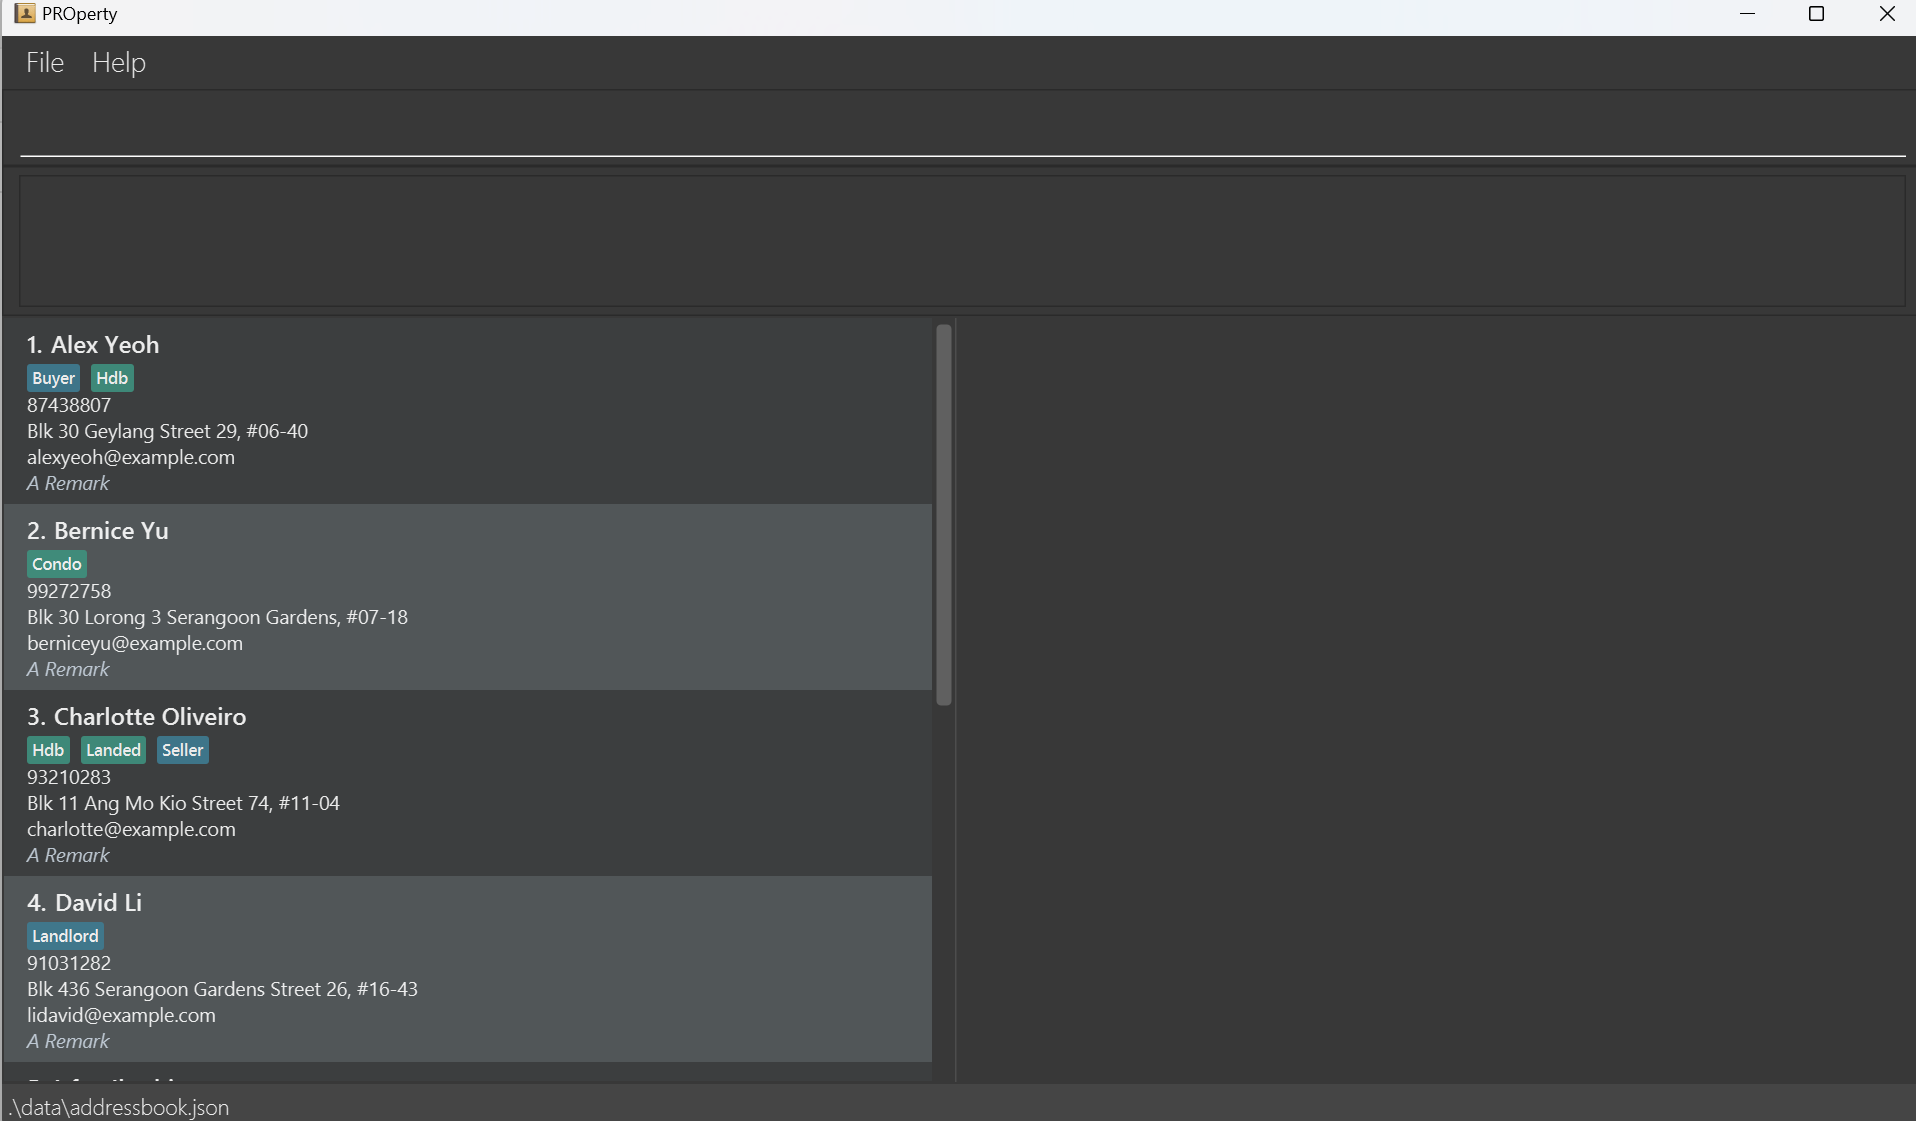 PROperty
File Help
1. Alex Yeoh
Buyer Hdb
87438807
Blk 30 Geylang Street 29, #06-40
alexyeoh@example.com
A Remark
2. Bernice Yu
Condo
99272758
Blk 30 Lorong 3 Serangoon Gardens, #07-18
berniceyu@example.com
A Remark
3. Charlotte Oliveiro
Hdb Landed Seller
93210283
Blk 11 Ang Mo Kio Street 74, #11-04
charlotte@example.com
A Remark
4. David Li
Landlord
91031282
Blk 436 Serangoon Gardens Street 26, #16-43
lidavid@example.com
A Remark
.\data\addressbook.json